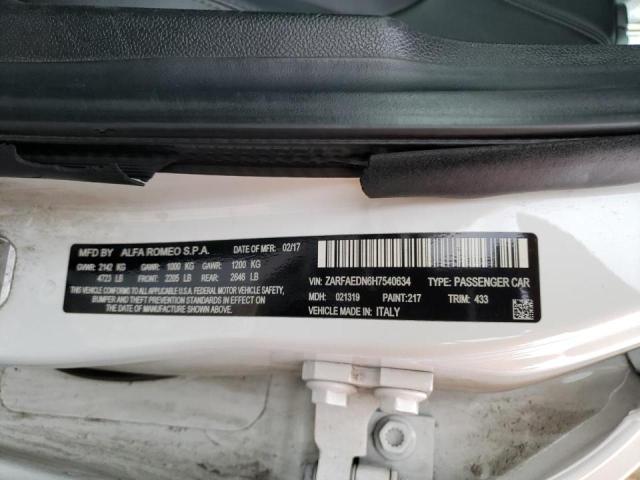 MFD BY ALFA ROMEO S.P.A. DATE OF MFR: 02/17
GVWR: 2142 KG GAWR: 1000 KG GAWR: 1200 KG
4723 LB FRONT: 2205 LB REAR: 2646 LB
THIS VEHICLE CONFORMS TO ALL APPLICABLE U.S.A. FEDERAL MOTOR VEHICLE SAFETY,
BUMPER AND THEFT PREVENTION STANDARDS IN EFFECT ON
THE DATE OF MANUFACTURE SHOWN ABOVE.
VIN: ZARFAEDN6H7540634 TYPE: PASSENGER CAR
MDH: 021319 PAINT: 217 TRIM: 433
VEHICLE MADE IN: ITALY